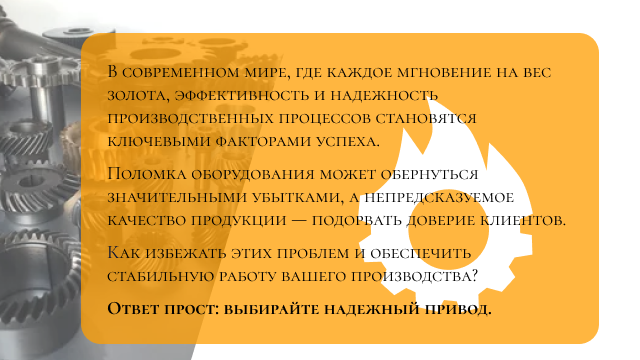 В современном мире, где каждое мгновение на вес
золота, эффективность и надежность
производственных процессов становятся
ключевыми факторами успеха.
Поломка оборудования может обернуться
значительными убытками, а непредсказуемое
качество продукции — подорвать доверие клиентов.
Как избежать этих проблем и обеспечить
стабильную работу вашего производства?
Ответ прост: выбирайте надежный привод.